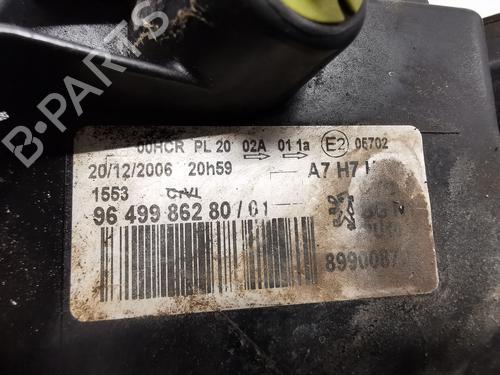 B-PARTS
00HCR PL 20 02A 01 1a E2 05702
20/12/2006 20h59 A7 H7
1553
96 499 862 80/01
899008